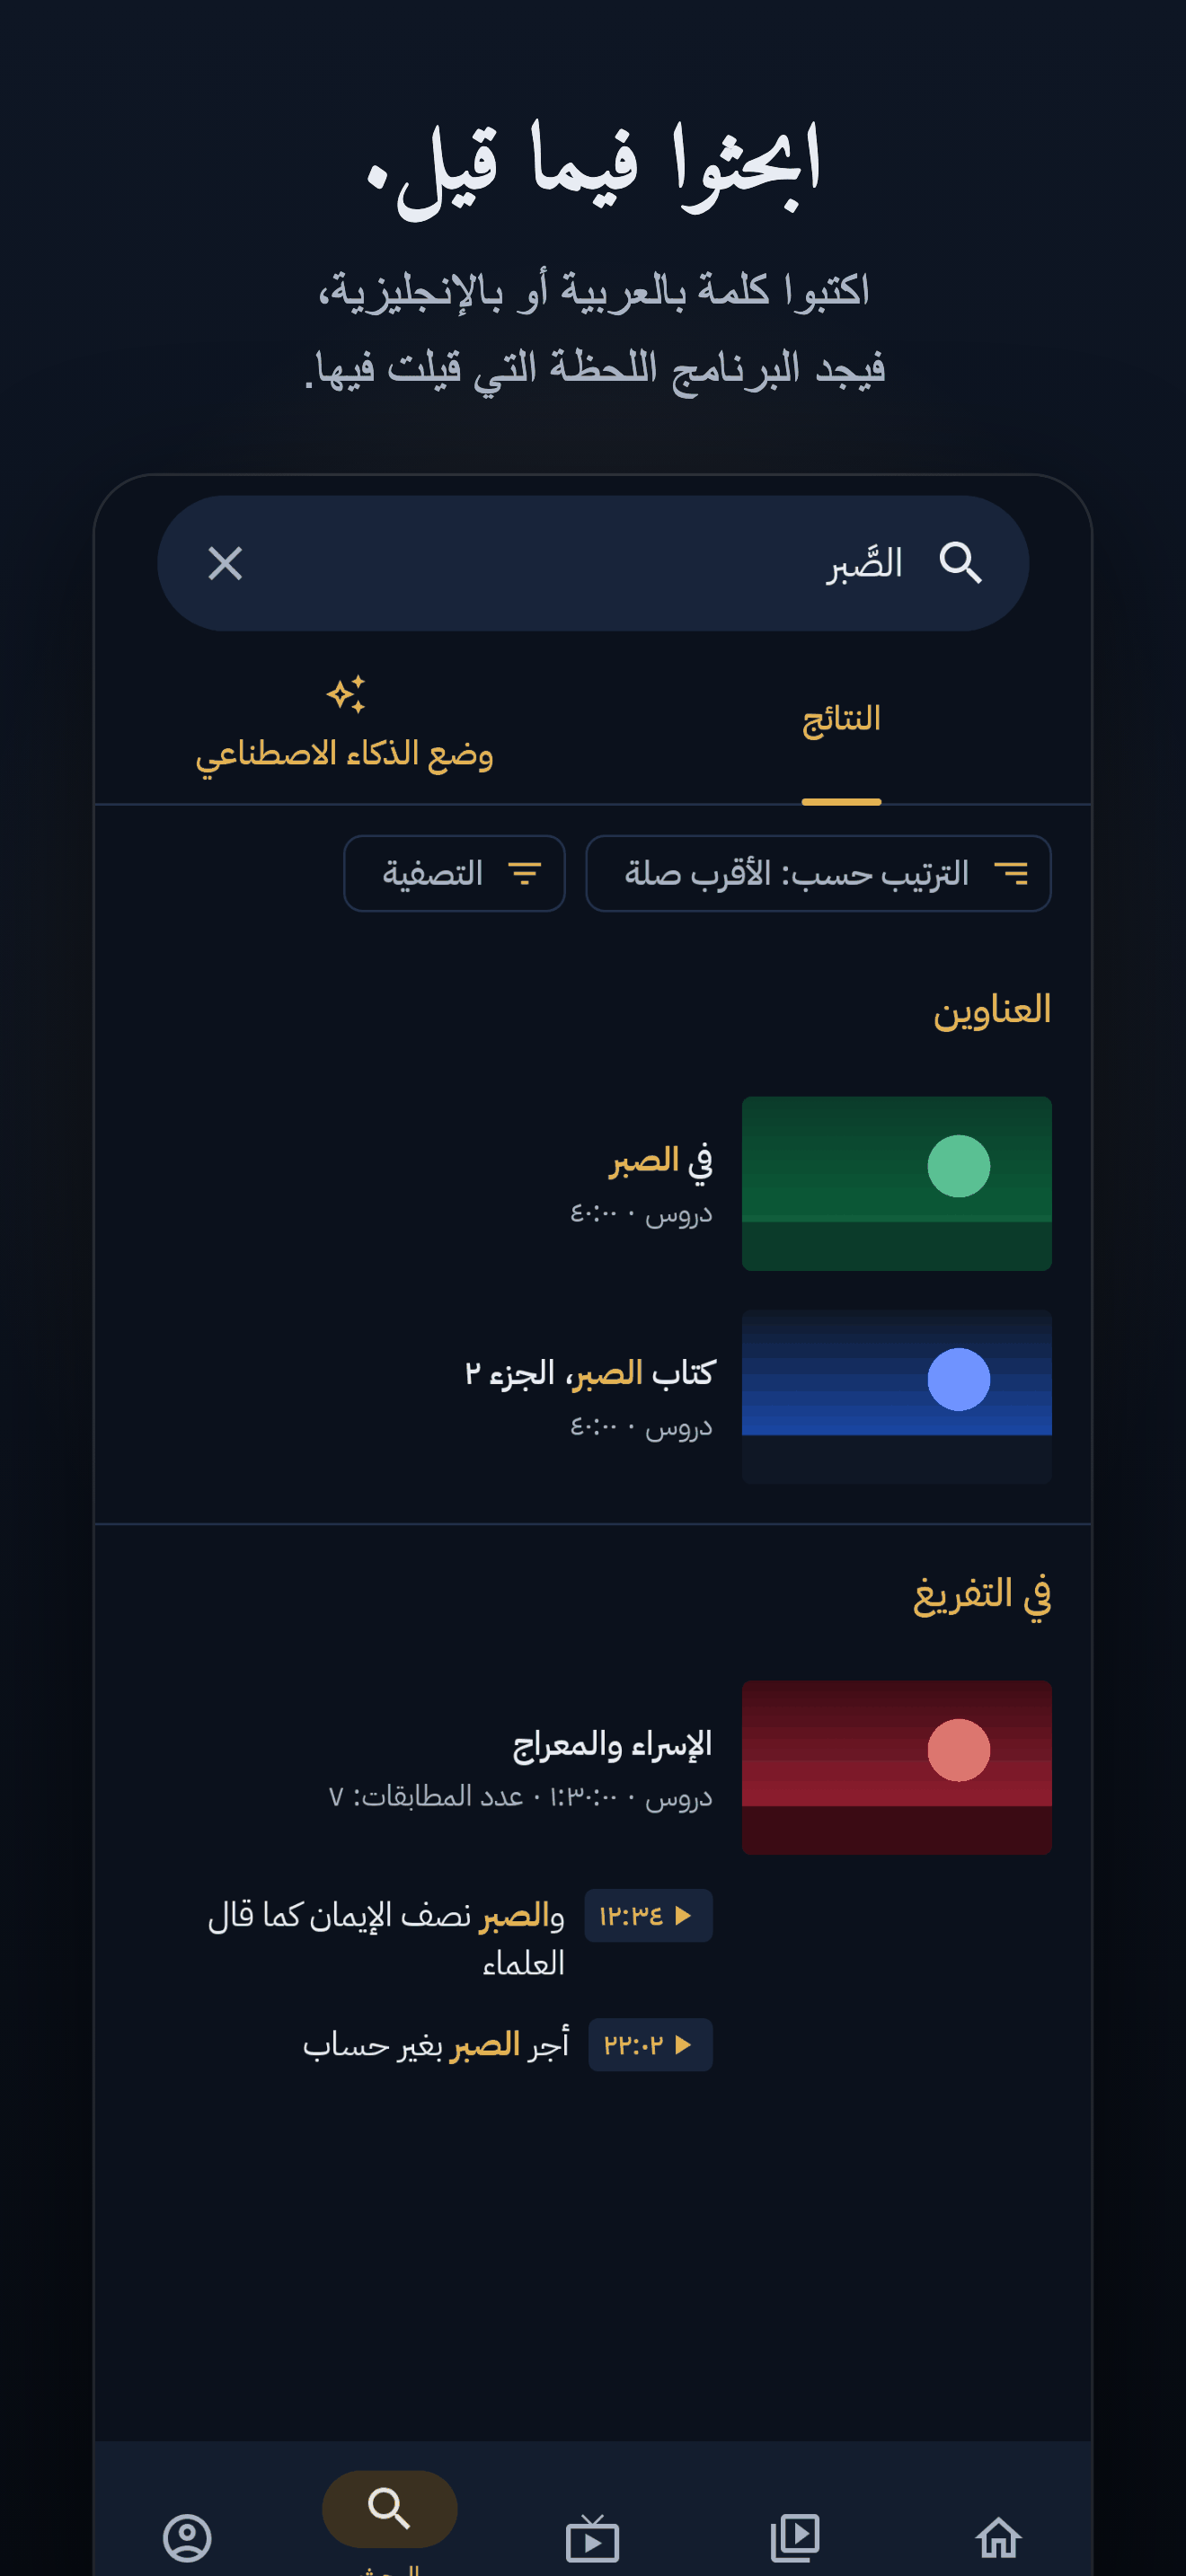 ابحثوا فيما قيل.
اكتبوا كلمة بالعربية أو بالإنجليزية،
فيجد البرنامج اللحظة التي قيلت فيها.
الصَّبر
النتائج
وضع الذكاء الاصطناعي
الترتيب حسب: الأقرب صلة
التصفية
العناوين
في الصبر
دروس · ٤٠:٠٠
كتاب الصبر، الجزء ٢
دروس · ٤٠:٠٠
في التفريغ
الإسراء والمعراج
دروس · ١:٣٠:٠٠ · عدد المطابقات: ٧
١٢:٣٤
والصبر نصف الإيمان كما قال
العلماء
٢٢:٠٢
أجر الصبر بغير حساب